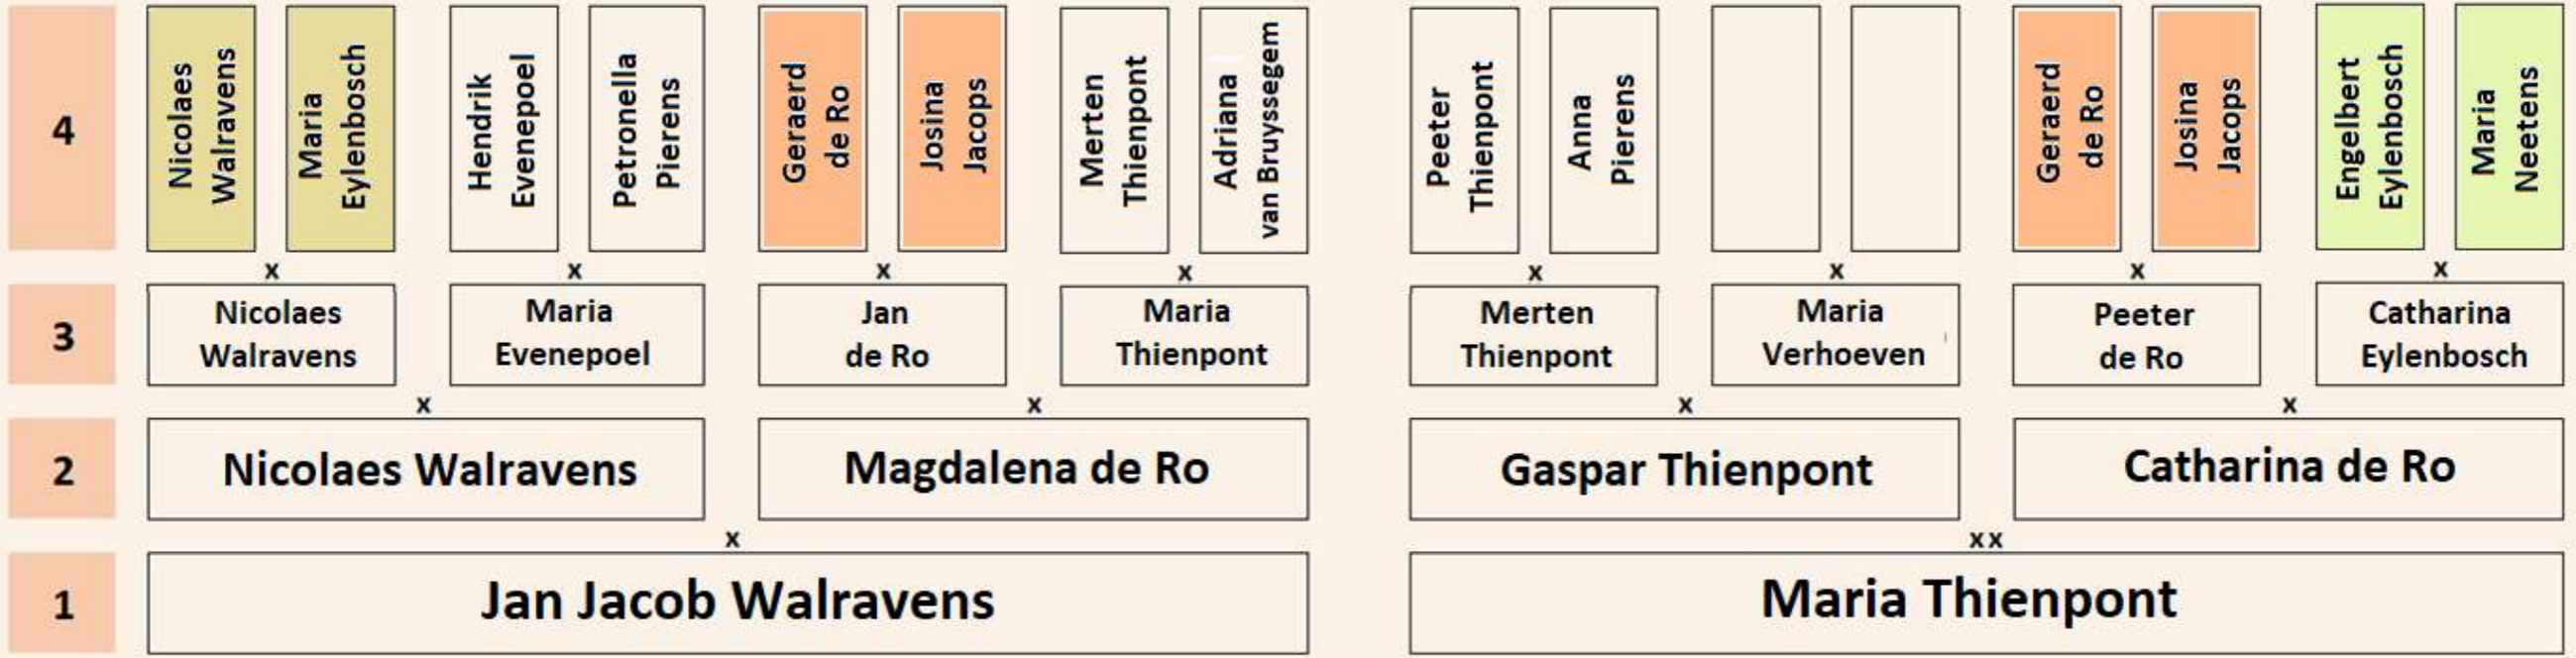 4
Nicolaes
Walravens
Maria
Eylenbosch
Hendrik
Evenepoel
Petronella
Pierens
Geraerd
de Ro
Josina
Jacops
Merten
Thienpont
Adriana
van Bruyssegem
Peeter
Thienpont
Anna
Pierens
Geraerd
de Ro
Josina
Jacops
Engelbert
Eylenbosch
Maria
Neetens
x
x
x
x
x
x
x
x
3
Nicolaes
Walravens
Maria
Evenepoel
Jan
de Ro
Maria
Thienpont
Merten
Thienpont
Maria
Verhoeven
Peeter
de Ro
Catharina
Eylenbosch
x
x
x
x
2
Nicolaes Walravens
Magdalena de Ro
Gaspar Thienpont
Catharina de Ro
x
xx
1
Jan Jacob Walravens
Maria Thienpont